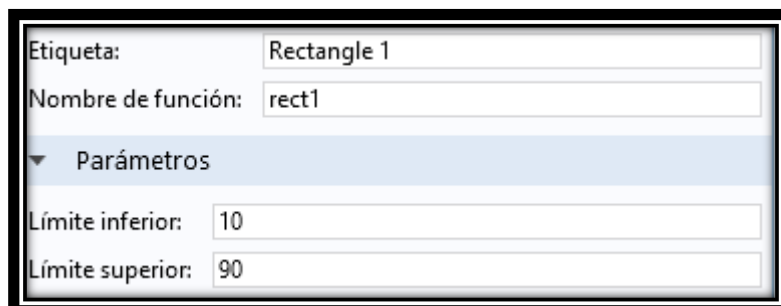 Etiqueta: Rectangle 1
Nombre de función: rect1
Parámetros
Límite inferior: 10
Límite superior: 90